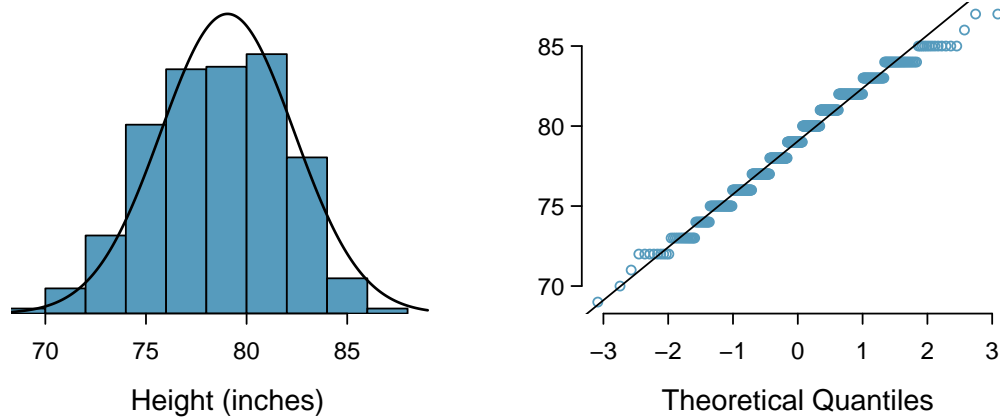 70 75 80 85
Height (inches)
85
80
75
70
−3 −2 −1 0 1 2 3
Theoretical Quantiles